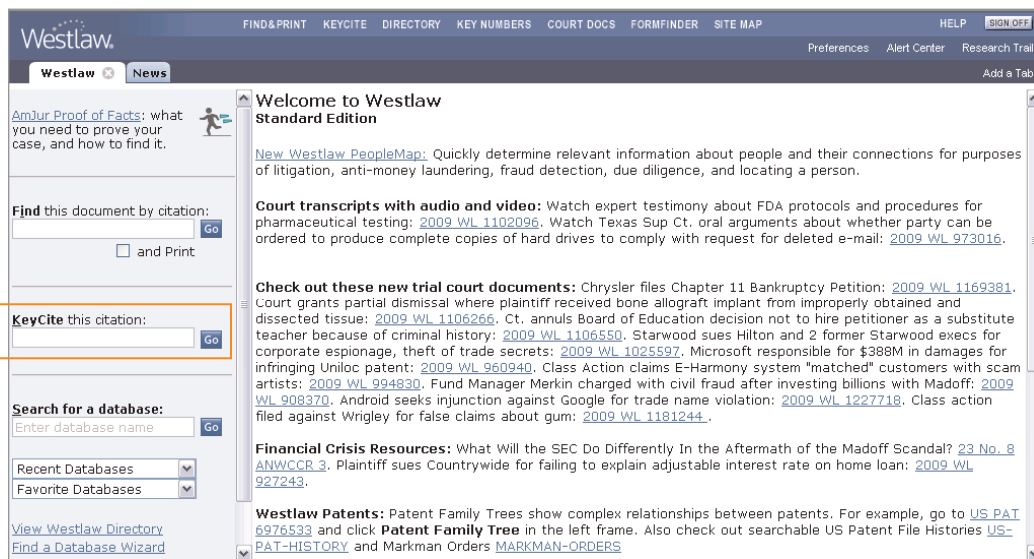 Westlaw.
FIND&PRINT KEYCITE DIRECTORY KEY NUMBERS COURT DOCS FORMFINDER SITE MAP
HELP SIGN OFF
Preferences Alert Center Research Trail
Westlaw News
Add a Tab
AmJur Proof of Facts: what
you need to prove your
case, and how to find it.
Find this document by citation:
Go
and Print
KeyCite this citation:
Go
Search for a database:
Enter database name Go
Recent Databases
Favorite Databases
View Westlaw Directory
Find a Database Wizard
Welcome to Westlaw
Standard Edition
New Westlaw PeopleMap: Quickly determine relevant information about people and their connections for purposes
of litigation, anti-money laundering, fraud detection, due diligence, and locating a person.
Court transcripts with audio and video: Watch expert testimony about FDA protocols and procedures for
pharmaceutical testing: 2009 WL 1102096. Watch Texas Sup Ct. oral arguments about whether party can be
ordered to produce complete copies of hard drives to comply with request for deleted e-mail: 2009 WL 973016.
Check out these new trial court documents: Chrysler files Chapter 11 Bankruptcy Petition: 2009 WL 1169381.
Court grants partial dismissal where plaintiff received bone allograft implant from improperly obtained and
dissected tissue: 2009 WL 1106266. Ct. annuls Board of Education decision not to hire petitioner as a substitute
teacher because of criminal history: 2009 WL 1106550. Starwood sues Hilton and 2 former Starwood execs for
corporate espionage, theft of trade secrets: 2009 WL 1025597. Microsoft responsible for $388M in damages for
infringing Uniloc patent: 2009 WL 960940. Class Action claims E-Harmony system "matched" customers with scam
artists: 2009 WL 994830. Fund Manager Merkin charged with civil fraud after investing billions with Madoff: 2009
WL 908370. Android seeks injunction against Google for trade name violation: 2009 WL 1227718. Class action
filed against Wrigley for false claims about gum: 2009 WL 1181244 .
Financial Crisis Resources: What Will the SEC Do Differently In the Aftermath of the Madoff Scandal? 23 No. 8
ANWCCR 3. Plaintiff sues Countrywide for failing to explain adjustable interest rate on home loan: 2009 WL
927243.
Westlaw Patents: Patent Family Trees show complex relationships between patents. For example, go to US PAT
6976533 and click Patent Family Tree in the left frame. Also check out searchable US Patent File Histories US-
PAT-HISTORY and Markman Orders MARKMAN-ORDERS